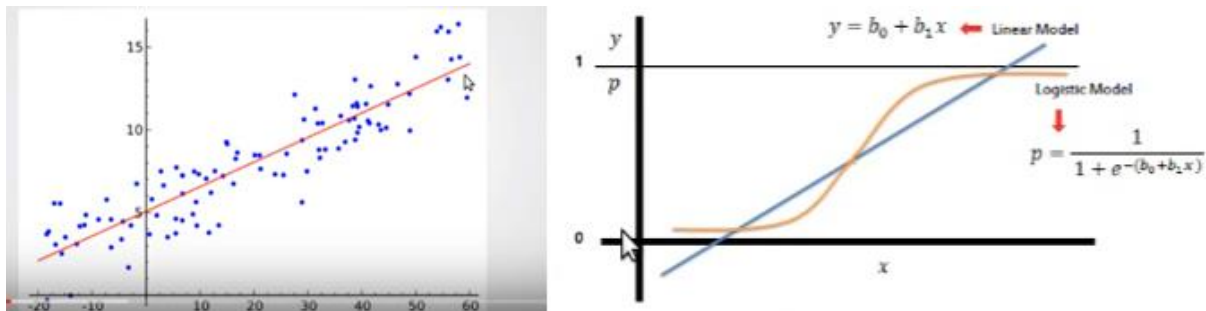 15
10
5
-20 -10 0 10 20 30 40 50 60
y = b₀ + b₁x Linear Model
y
1
p
Logistic Model
p = 1 / 1 + e^-(b₀+b₁x)
0
x